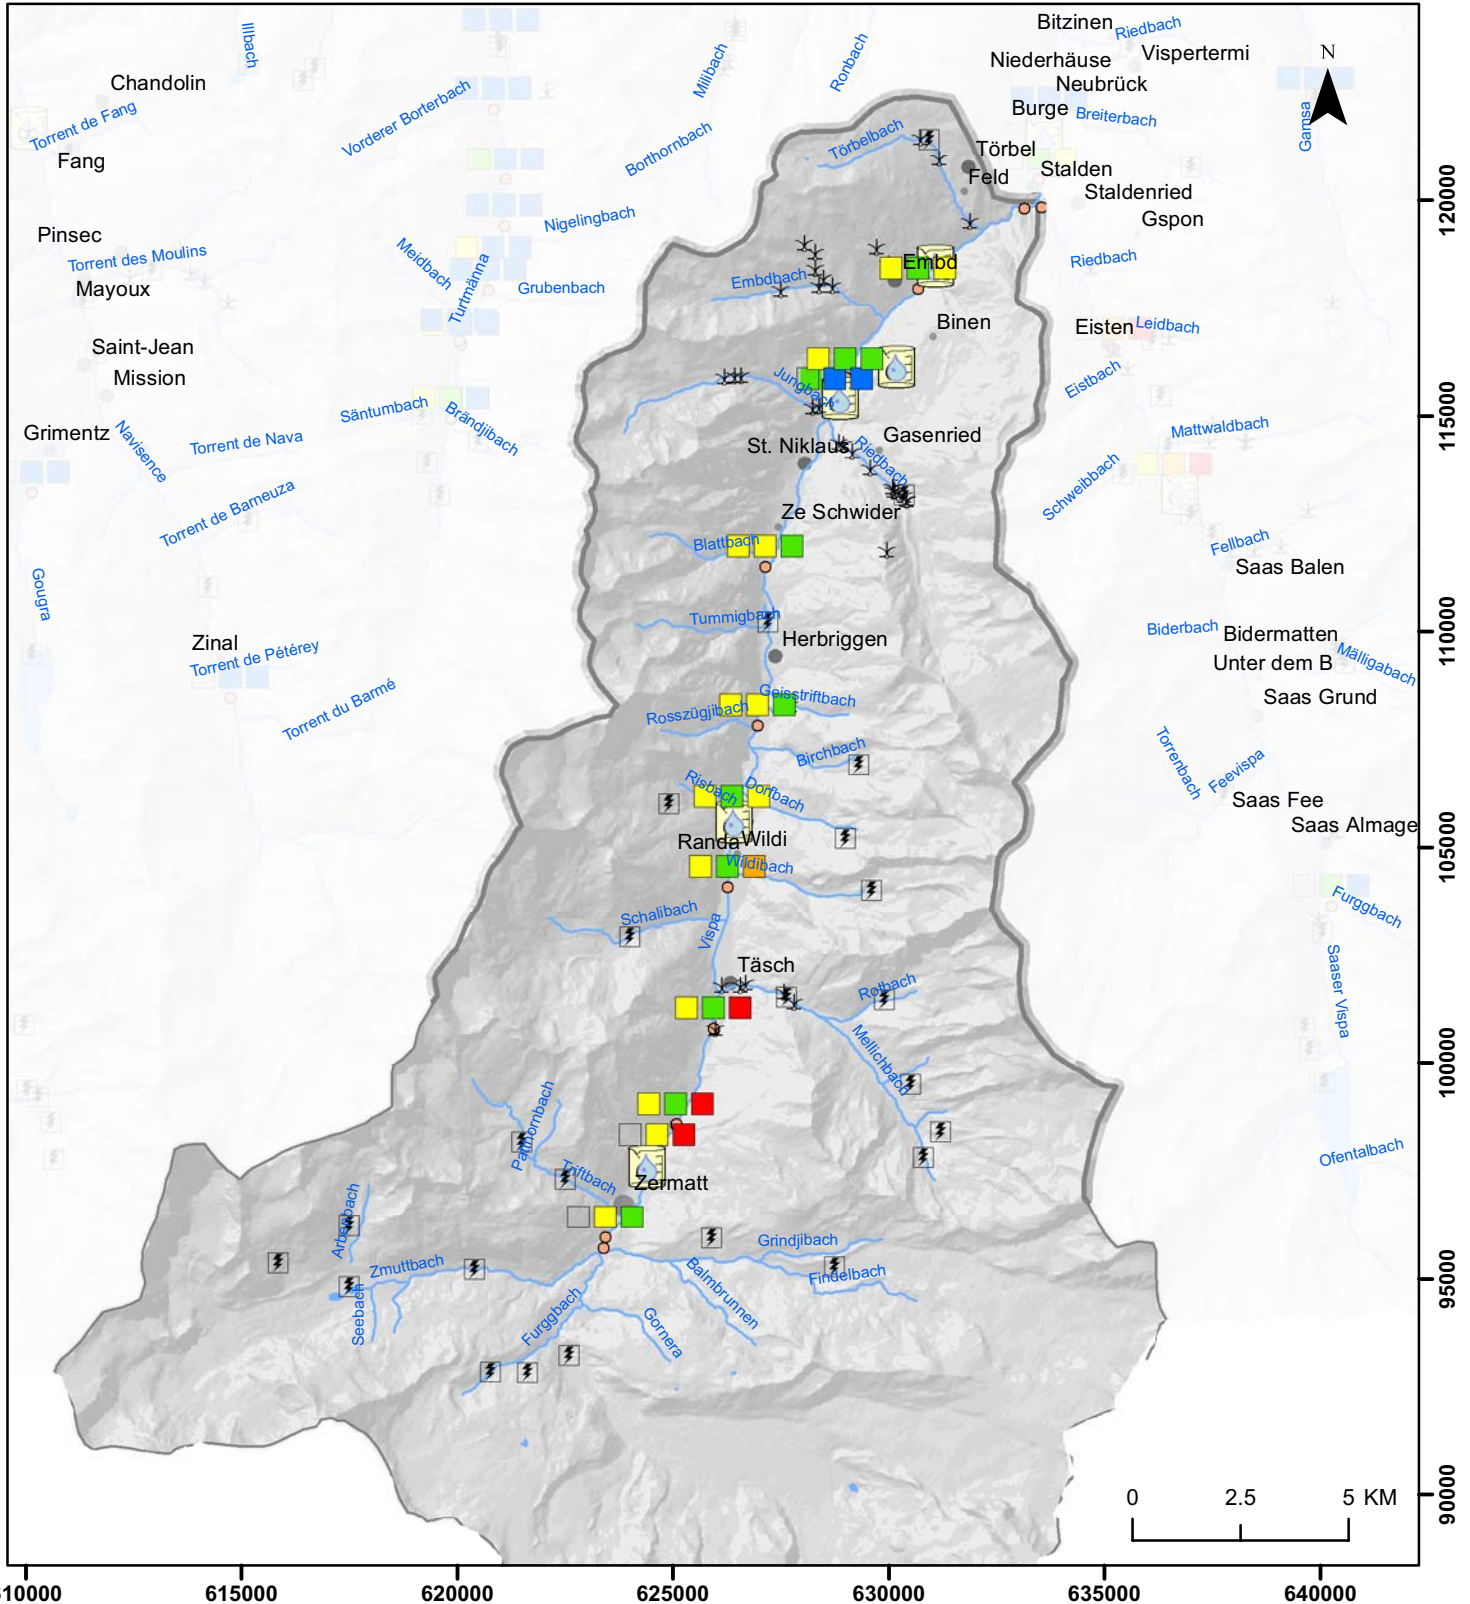 Bitzinen
Riedbach
Illbach
Niederhäuse
Vispertermi
N
Milibach
Ronbach
Chandolin
Neubrück
Vorderer Borterbach
Burge
Breiterbach
Gamsa
Torrent de Fang
Borthornbach
Törbelbach
Törbel
Fang
Stalden
Feld
Staldenried
120000
Nigelingbach
Gspon
Pinsec
Torrent des Moulins
Meidbach
Turtmänna
Embd
Riedbach
Mayoux
Grubenbach
Embdbach
Binen
Eisten
Leidbach
Saint-Jean
Mission
Jungbach
Eistbach
Säntumbach
Brändjibach
115000
Grimentz
Navisence
Torrent de Nava
St. Niklaus
Riedbach
Gasenried
Mattwaldbach
Schweibbach
Torrent de Barneuza
Ze Schwider
Blattbach
Fellbach
Saas Balen
Gougra
Tummigbach
Herbriggen
Biderbach
Bidermatten
110000
Zinal
Torrent de Pétérey
Unter dem B
Mälligabach
Torrent du Barmé
Geisstriftbach
Rosszügjibach
Saas Grund
Birchbach
Torrenbach
Feevispa
Risbach
Dorfbach
Saas Fee
Saas Almage
Randa
Wildi
Wildibach
105000
Schalibach
Vispa
Furggbach
Täsch
Rotbach
Saaser Vispa
Mellichbach
100000
Triftbach
Zermatt
Ofentalbach
Arbenbach
Zmuttbach
Seebach
Grindjibach
Findelbach
Balmbrunnen
95000
Furggbach
Gornera
90000
0 2.5 5 KM
615000 620000 625000 630000 635000 640000